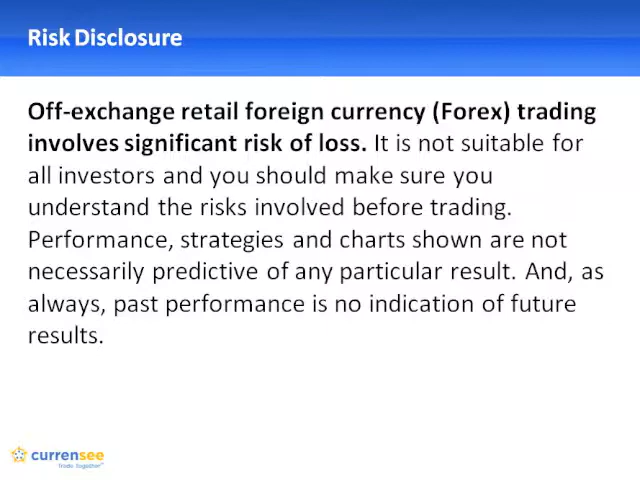 Risk Disclosure
Off-exchange retail foreign currency (Forex) trading
involves significant risk of loss. It is not suitable for
all investors and you should make sure you
understand the risks involved before trading.
Performance, strategies and charts shown are not
necessarily predictive of any particular result. And, as
always, past performance is no indication of future
results.
currensee
Trade Together™